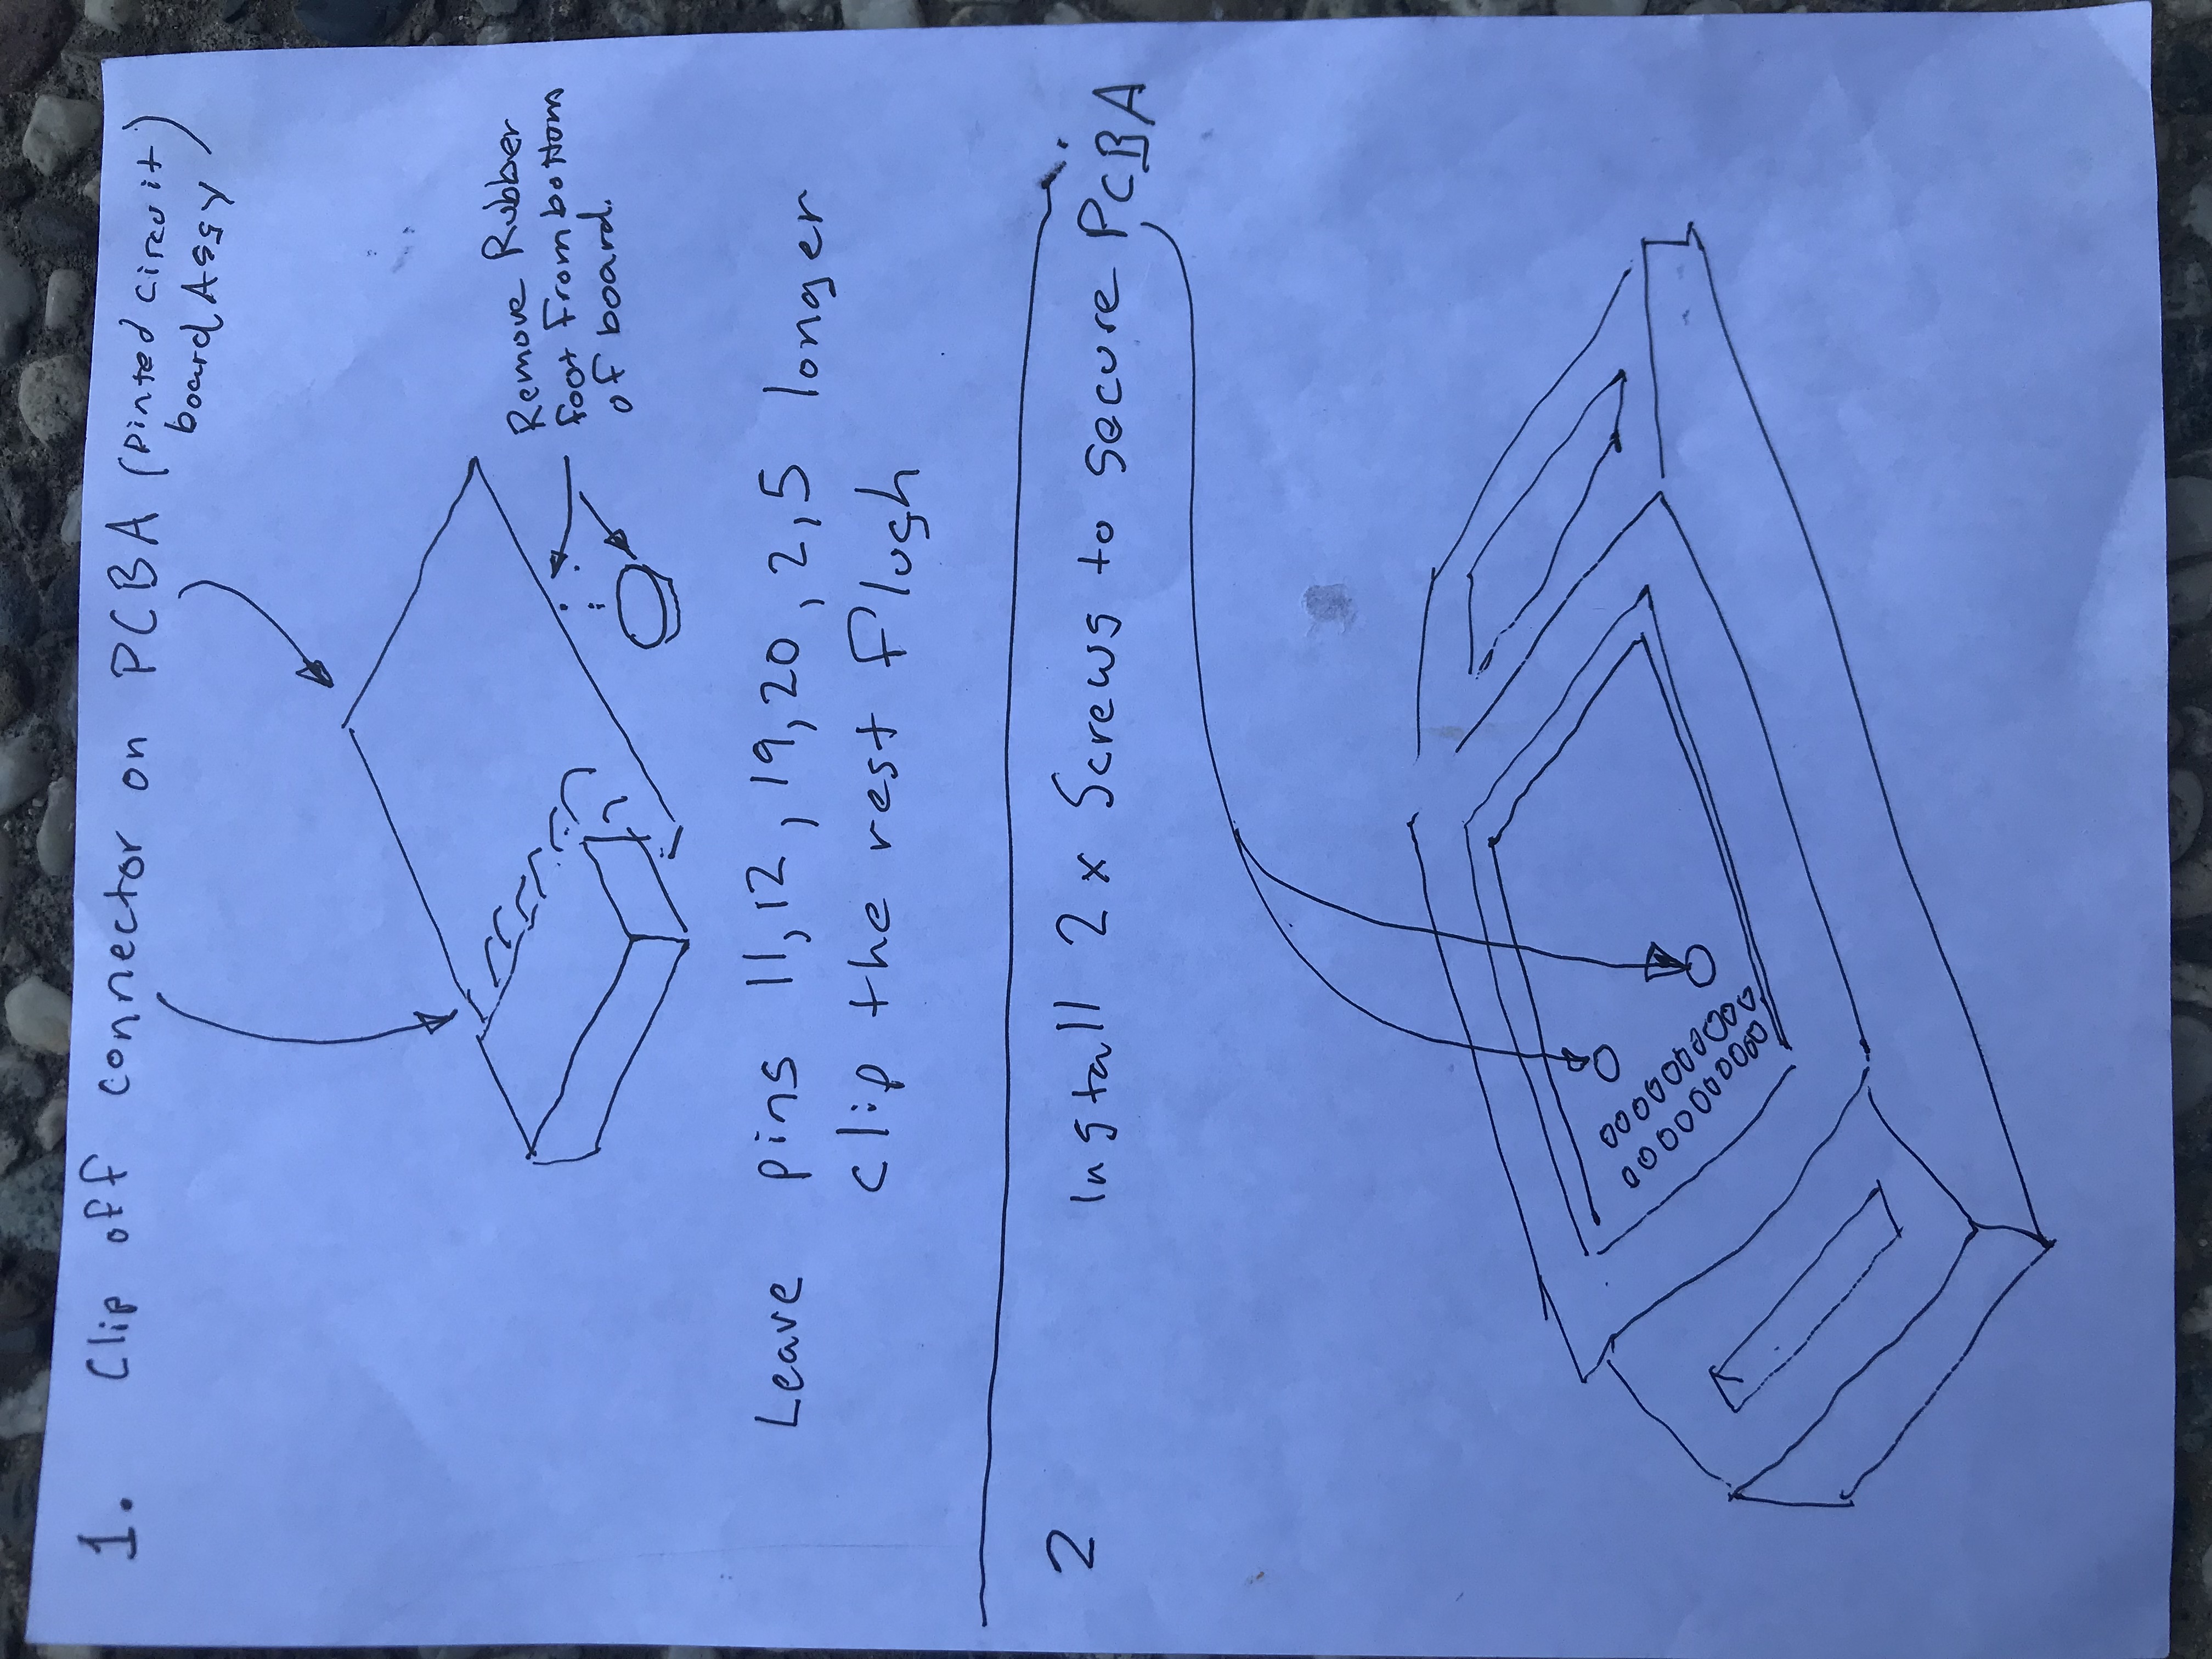 1. Clip off connector on PCBA (pinted circuit
board Assy)
Remove Rubber
foot from bottom
of board.
Leave pins 11, 12, 19, 20, 2, 5 longer
clip the rest flush
2 Install 2x Screws to secure PCBA